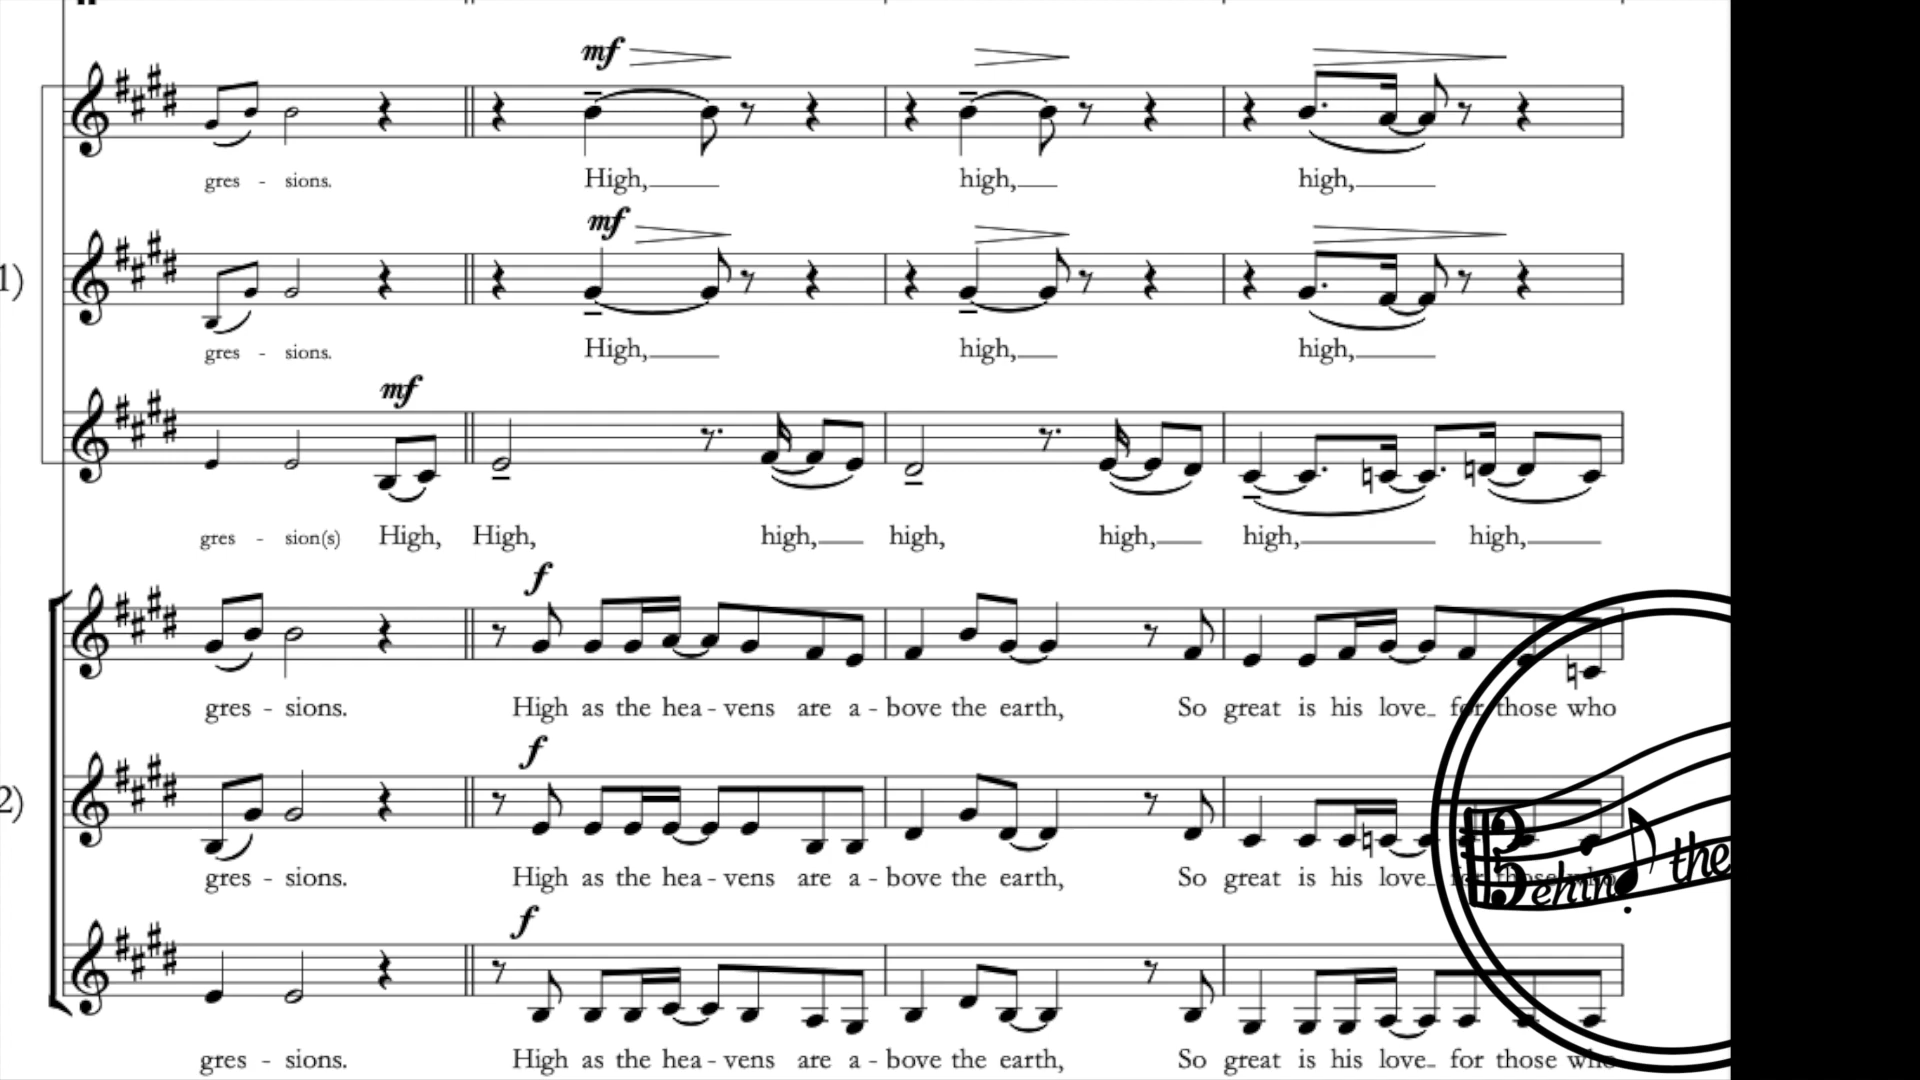 mf
gres - sions. High, high, high,
1)
mf
gres - sions. High, high, high,
mf
gres - sion(s) High, High, high, high, high, high, high,
f
gres - sions. High as the hea - vens are a - bove the earth, So great is his love for those who
2)
f
gres - sions. High as the hea - vens are a - bove the earth, So great is his love for those who
Behind the
f
gres - sions. High as the hea - vens are a - bove the earth, So great is his love for those who